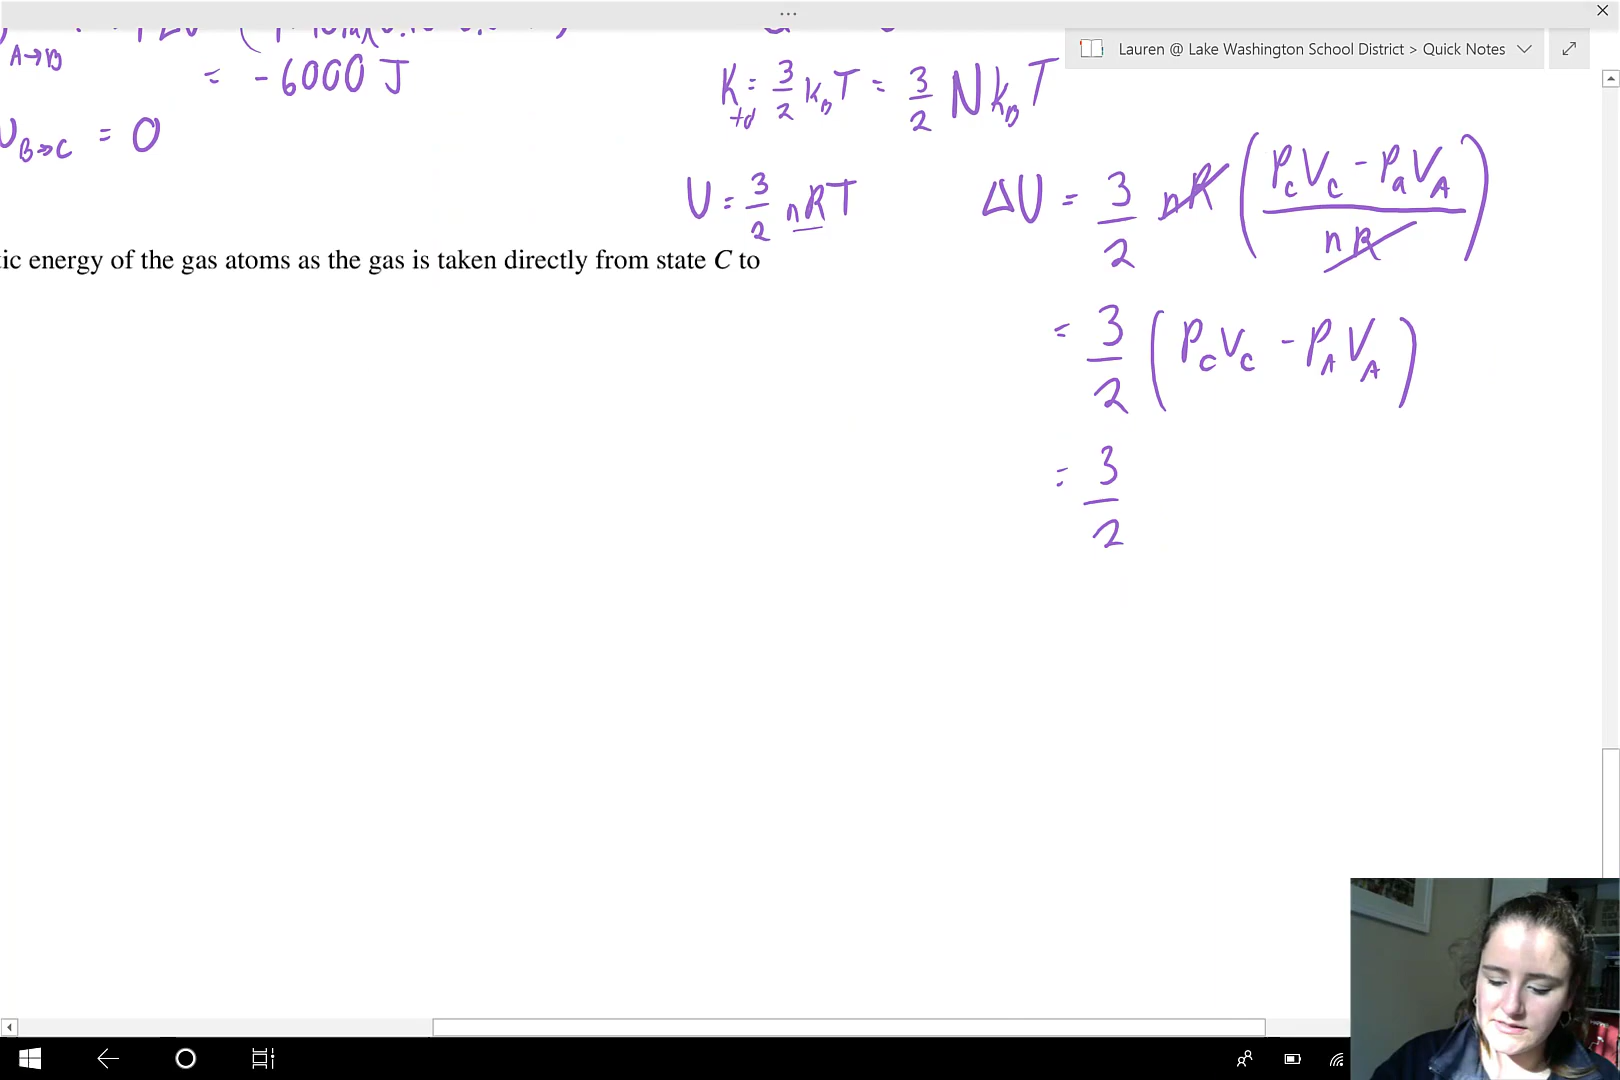 A→B
= -6000 J
U B→C = 0
K = 3/2 k_B T = 3/2 N k_B T
U = 3/2 nRT
tic energy of the gas atoms as the gas is taken directly from state C to
Lauren @ Lake Washington School District > Quick Notes
ΔU = 3/2 nR (P_c V_c - P_a V_A / nR)
= 3/2 (P_C V_C - P_A V_A)
= 3/2